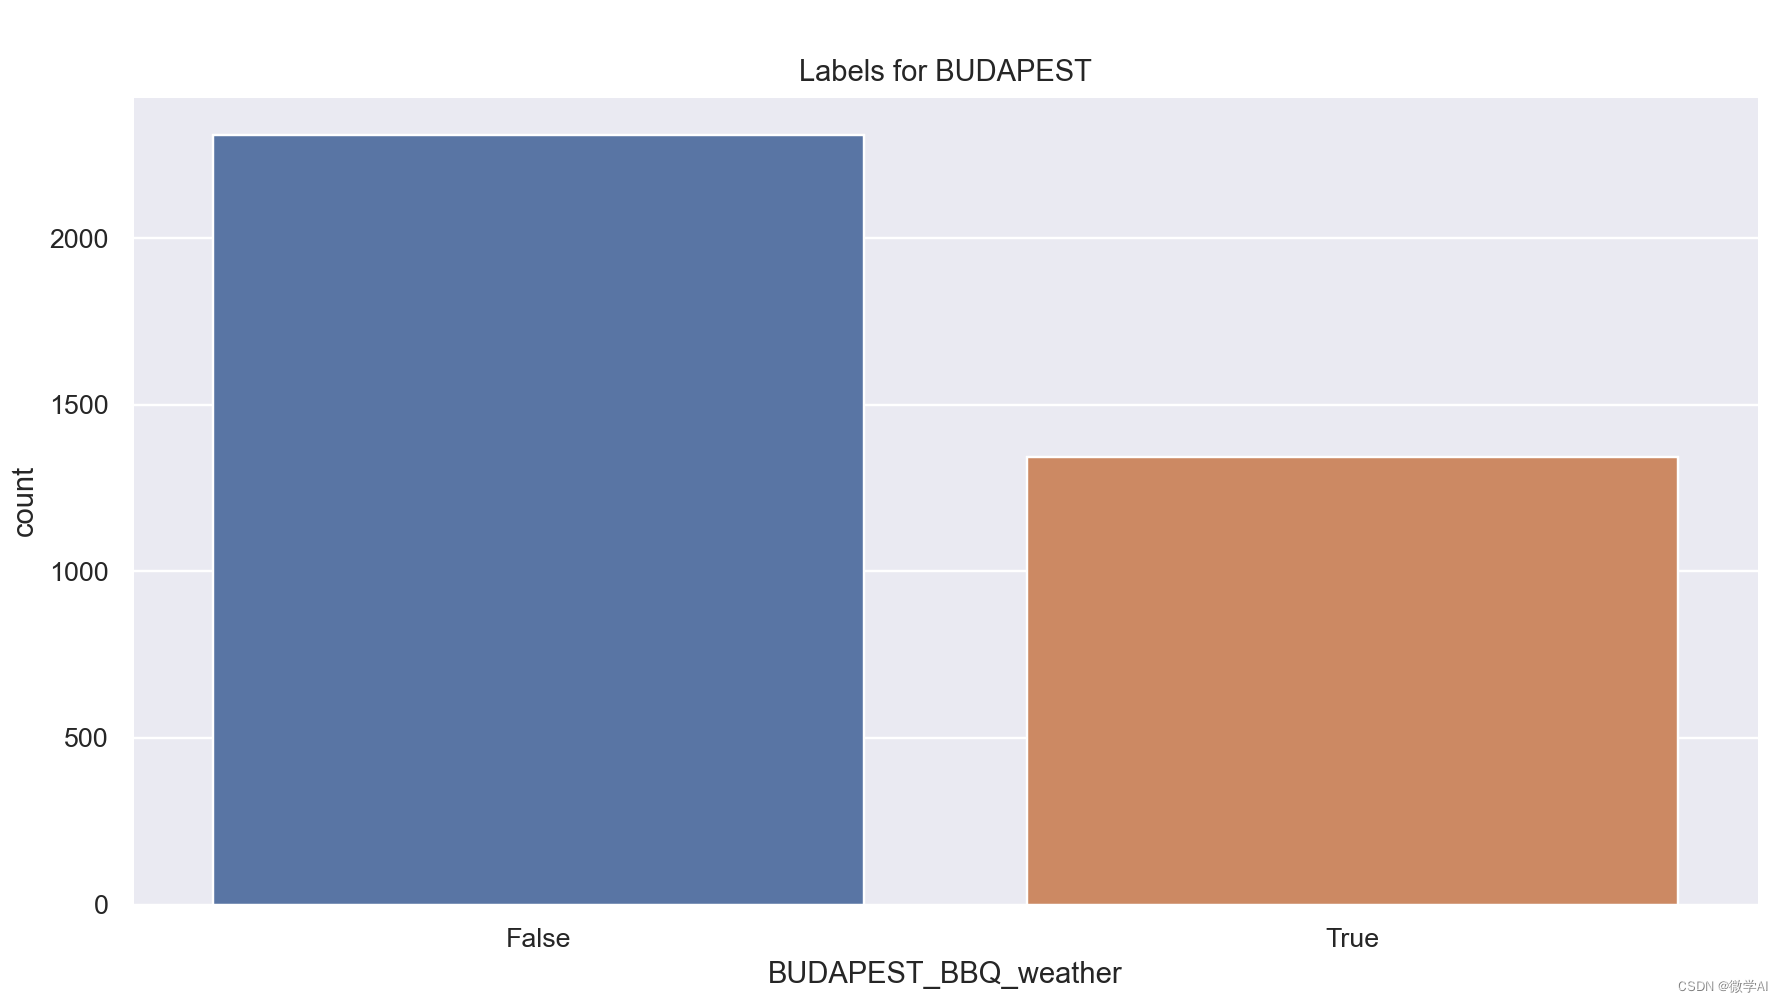 Labels for BUDAPEST
2000
1500
1000
500
0
count
False
True
BUDAPEST_BBQ_weather
CSDN @微学AI